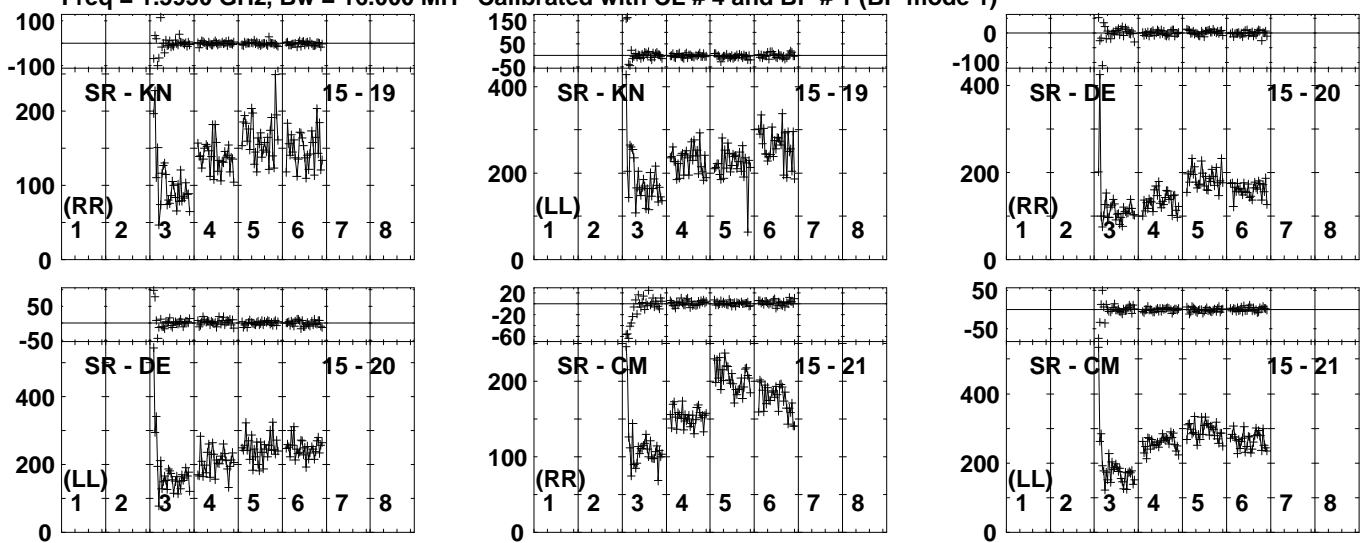 Freq = GHz, Bw = 16.000 MH Calibrated with CL # 4 and BP # 1 (BP mode 1)
100
-100
SR - KN 15 - 19
200
100
(RR)
1 2 3 4 5 6 7 8
0
50
-50
400
SR - KN 15 - 19
200
(LL)
1 2 3 4 5 6 7 8
0
0
-100
400
SR - DE 15 - 20
200
(RR)
1 2 3 4 5 6 7 8
0
50
-50
SR - DE 15 - 20
400
200
(LL)
1 2 3 4 5 6 7 8
0
20
-20
-60
SR - CM 15 - 21
200
100
(RR)
1 2 3 4 5 6 7 8
0
50
-50
SR - CM 15 - 21
400
200
(LL)
1 2 3 4 5 6 7 8
0